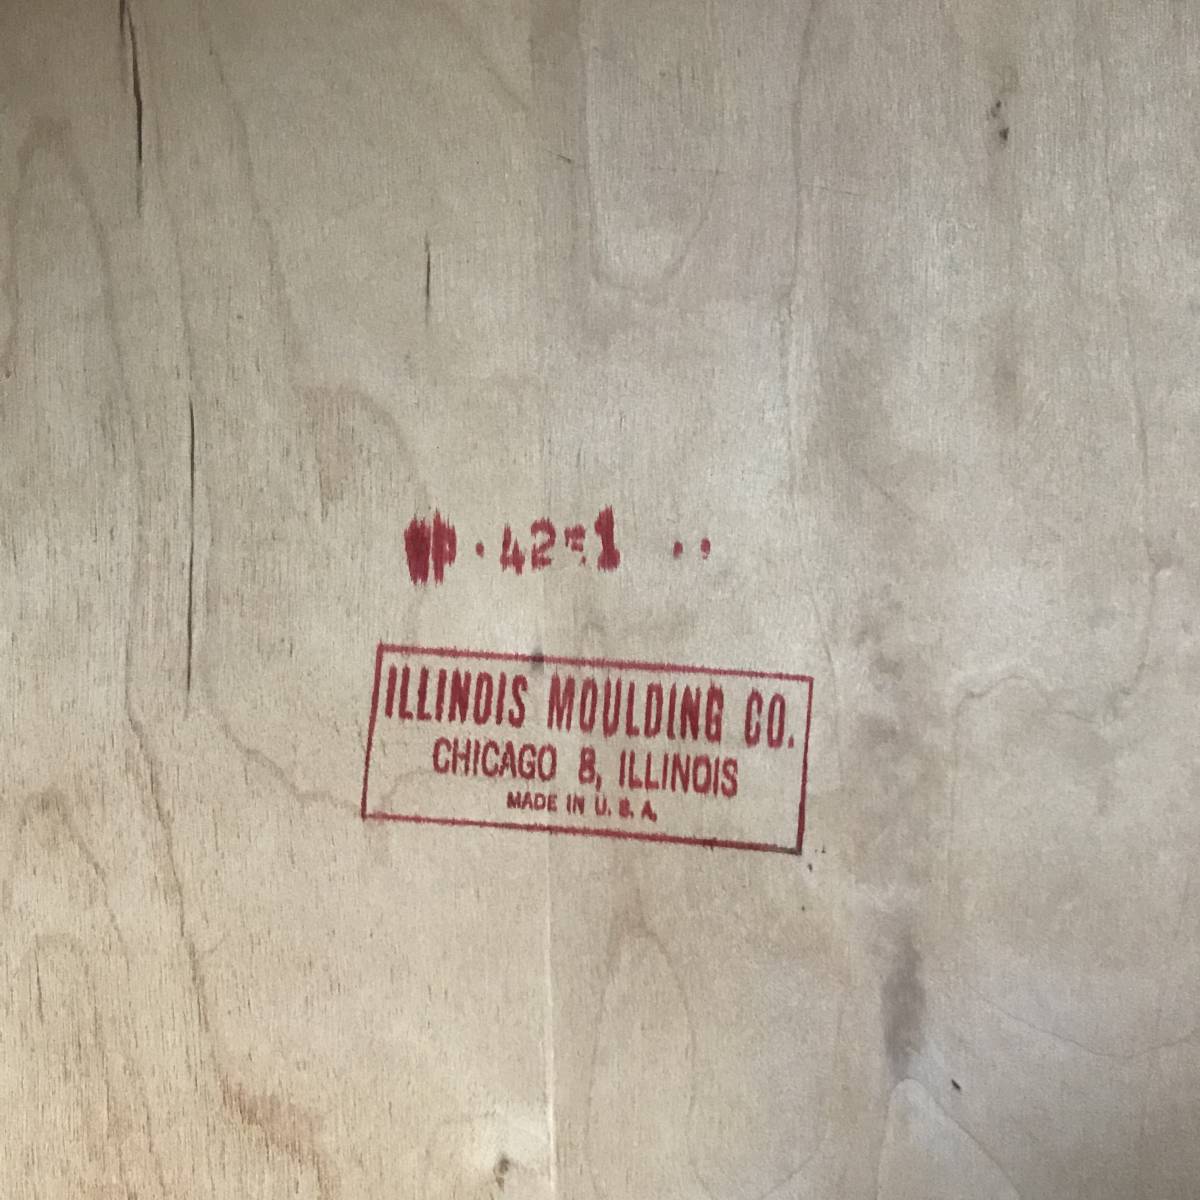 ILLINOIS MOULDING CO.
CHICAGO 8, ILLINOIS
MADE IN U. S. A.